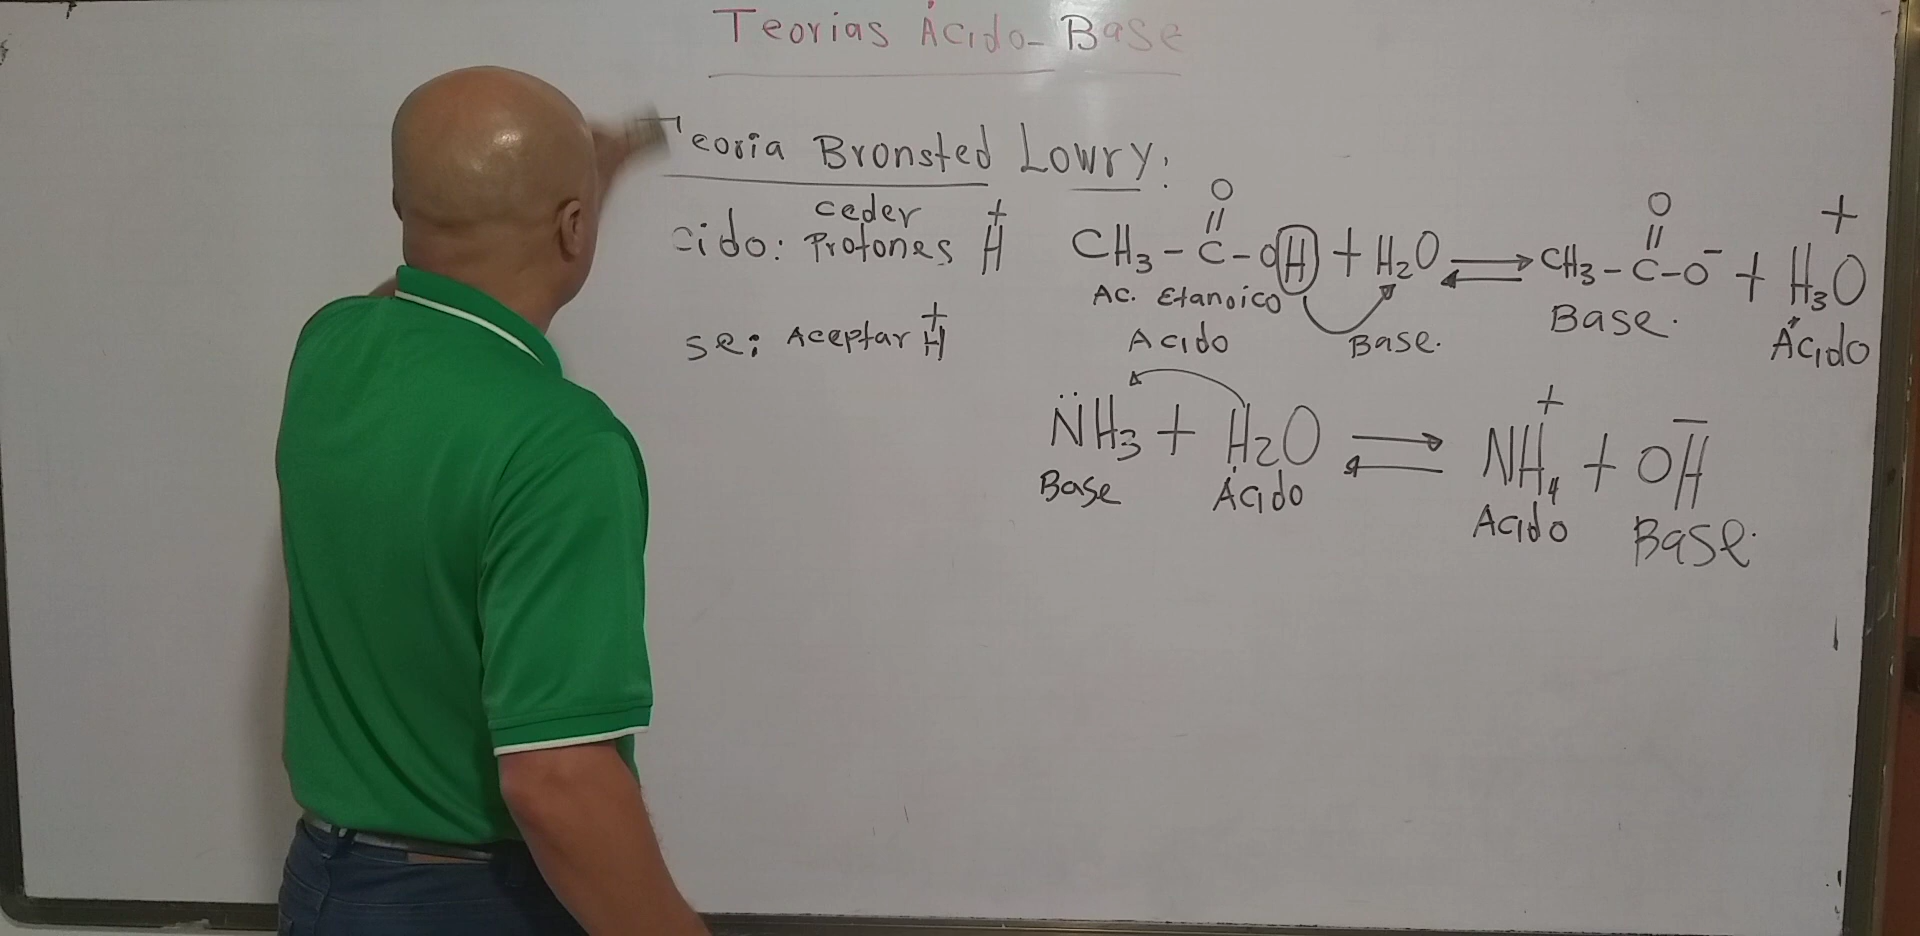 Teorias Ácido-Base
Teoria Bronsted Lowry:
ceder
cido: Protones H⁺
se: Aceptar H⁺
O
||
CH₃-C-OH + H₂O ⇌ CH₃-C-O⁻ + H₃O⁺
O
||
Ac. Etanoico
Acido Base. Base. Ácido
N̈H₃ + H₂O ⇌ NH₄⁺ + OH⁻
Base Ácido Acido Base.